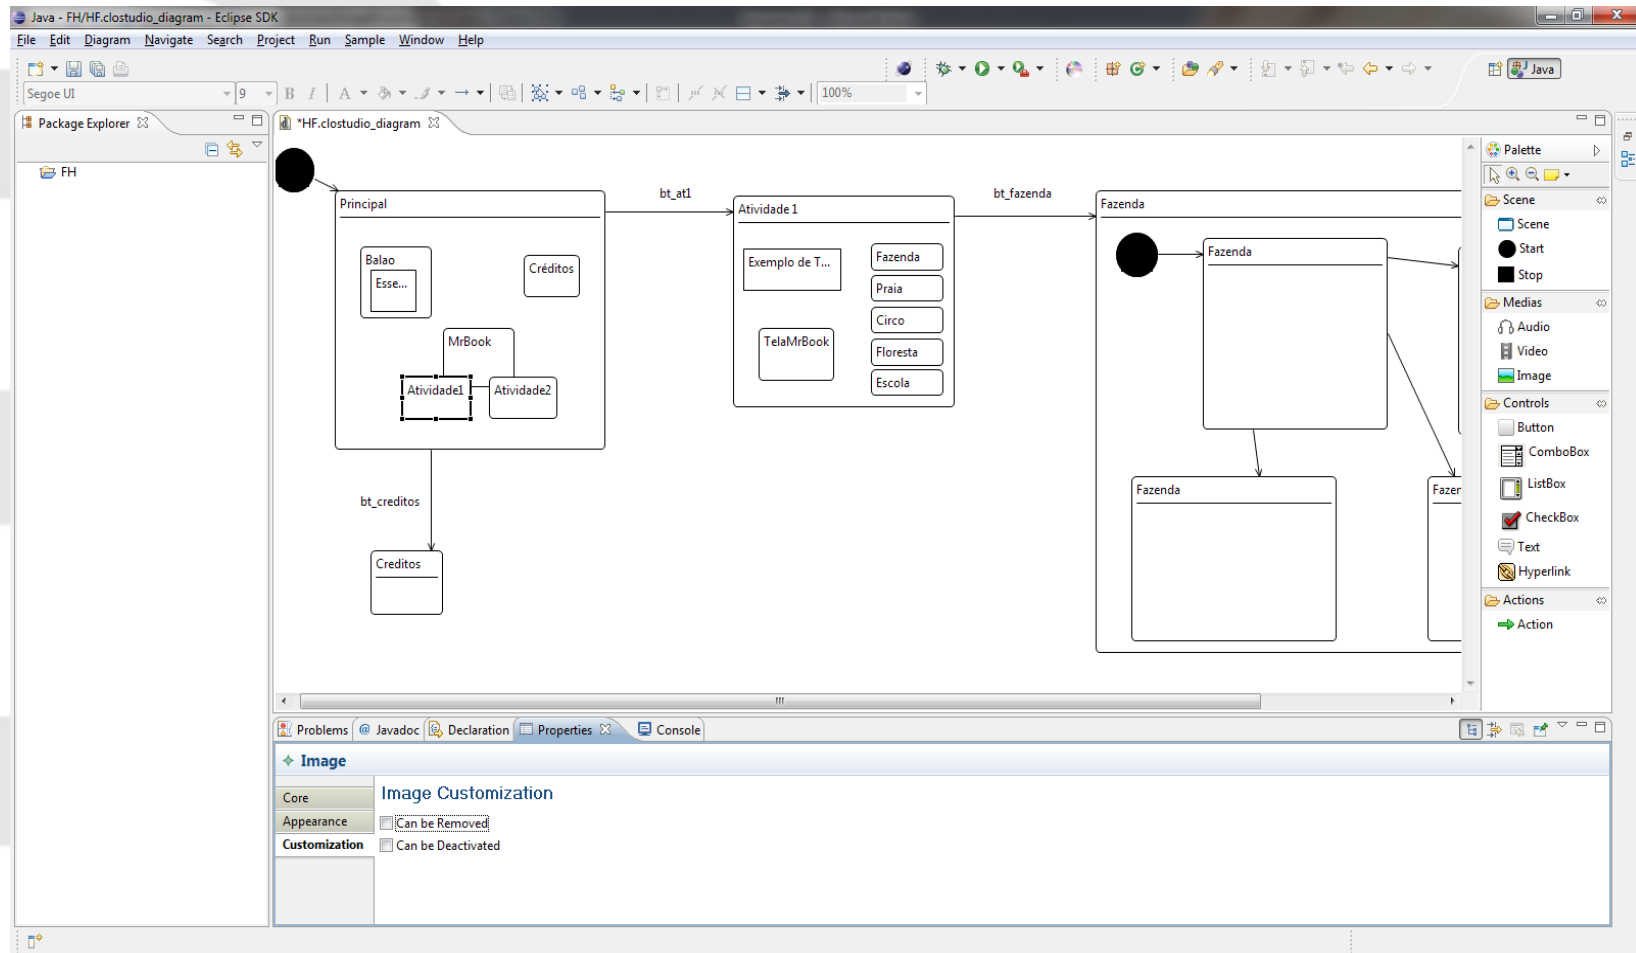 Java - FH/HF.clostudio_diagram - Eclipse SDK
File Edit Diagram Navigate Search Project Run Sample Window Help
Java
Segoe UI 9 B I A 100%
Package Explorer
FH
*HF.clostudio_diagram
Principal
Balao
Esse...
Créditos
MrBook
Atividade1
Atividade2
bt_at1
bt_creditos
Creditos
Atividade 1
Exemplo de T...
TelaMrBook
Fazenda
Praia
Circo
Floresta
Escola
bt_fazenda
Fazenda
Fazenda
Fazenda
Fazen
Palette
Scene
Scene
Start
Stop
Medias
Audio
Video
Image
Controls
Button
ComboBox
ListBox
CheckBox
Text
Hyperlink
Actions
Action
Problems @ Javadoc Declaration Properties Console
Image
Core
Appearance
Customization
Image Customization
Can be Removed
Can be Deactivated